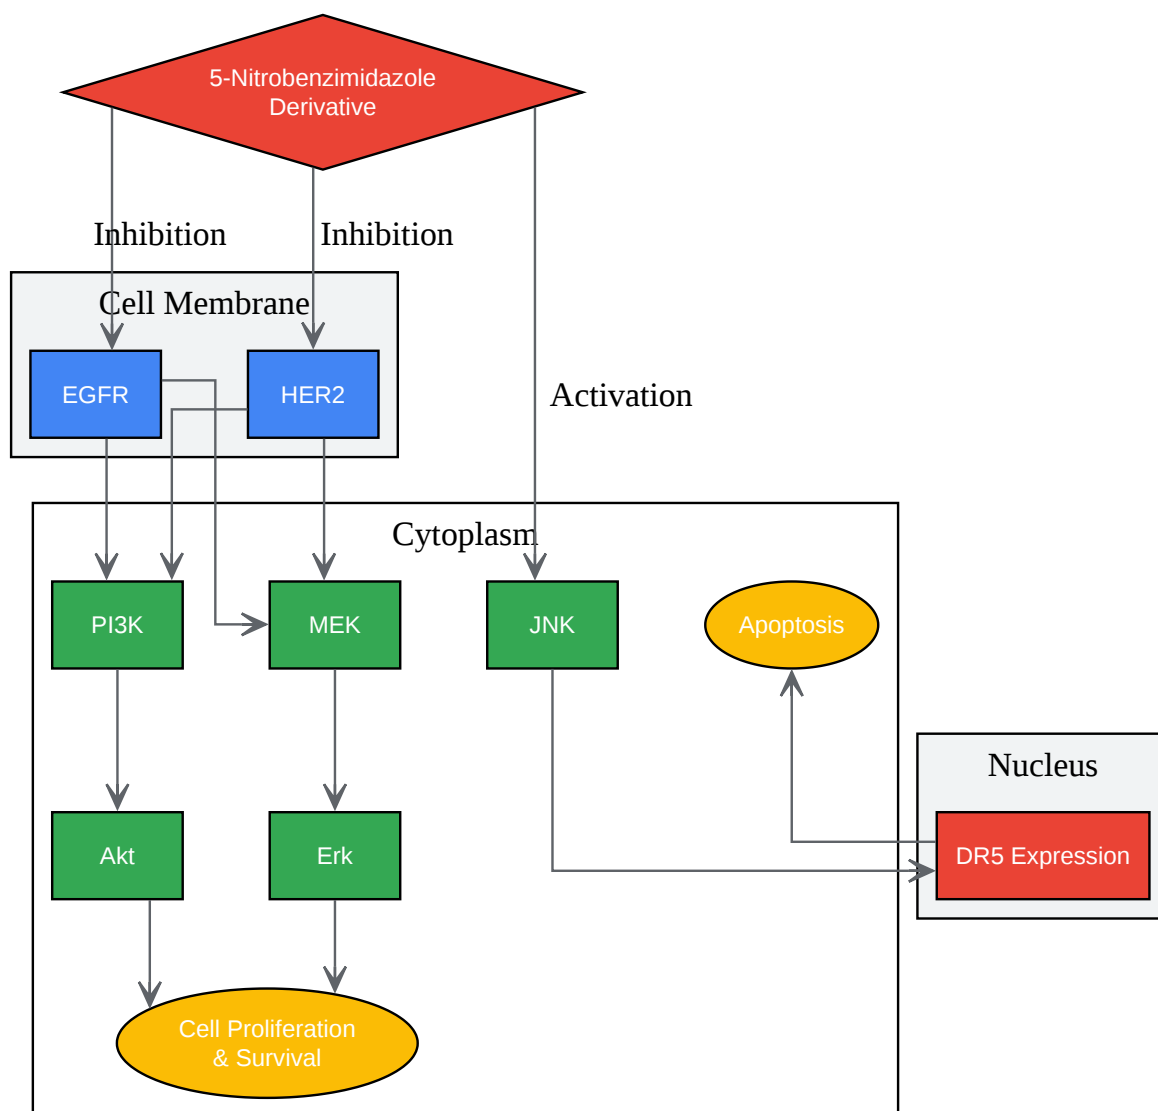 5-Nitrobenzimidazole
Derivative
Inhibition
Inhibition
Cell Membrane
EGFR
HER2
Activation
Cytoplasm
PI3K
MEK
JNK
Apoptosis
Nucleus
Akt
Erk
DR5 Expression
Cell Proliferation
& Survival